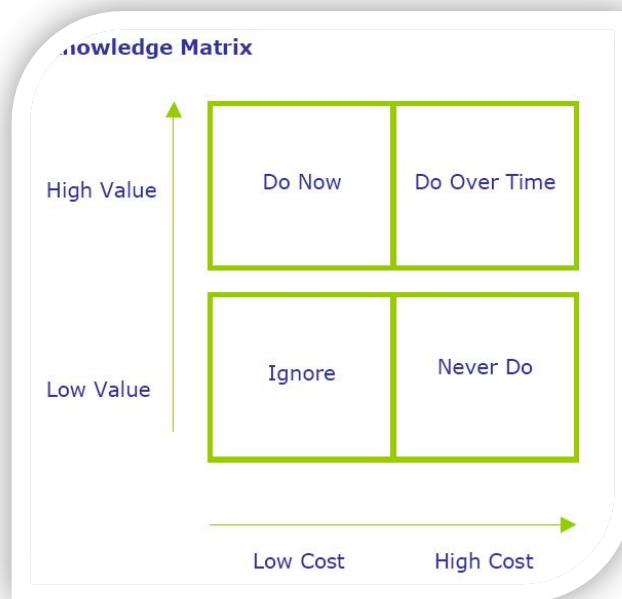 nowledge Matrix
High Value
Do Now
Do Over Time
Low Value
Ignore
Never Do
Low Cost
High Cost